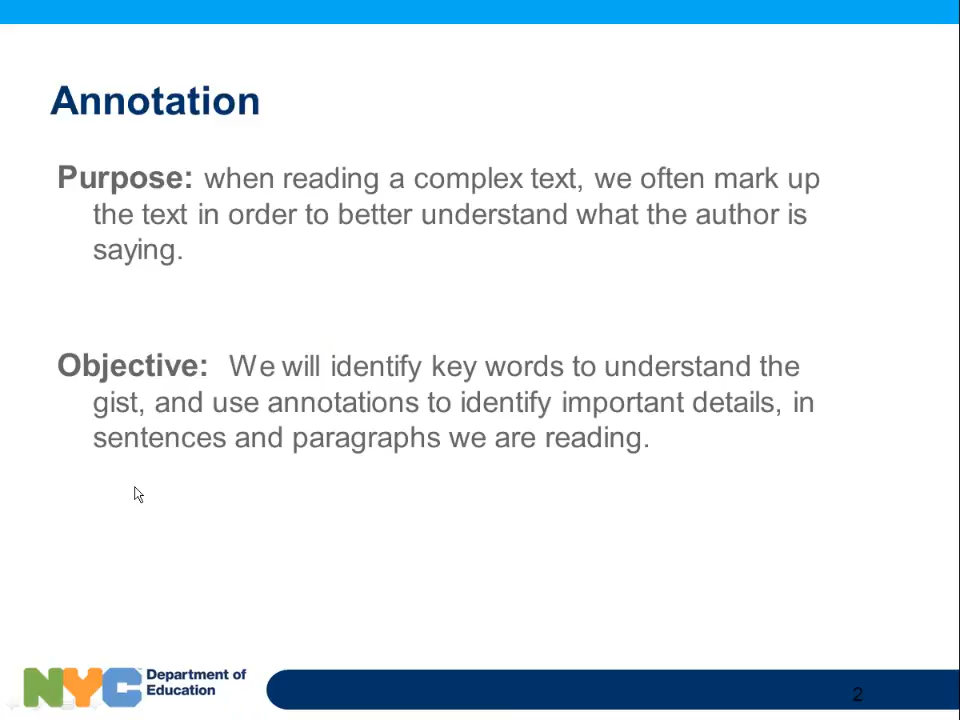 Annotation
Purpose: when reading a complex text, we often mark up
the text in order to better understand what the author is
saying.
Objective: We will identify key words to understand the
gist, and use annotations to identify important details, in
sentences and paragraphs we are reading.
NYC Department of
Education
2